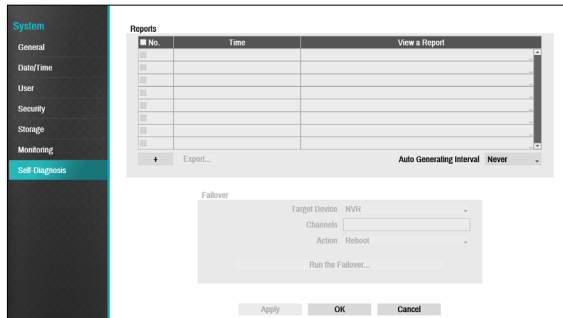 System
General
Date/Time
User
Security
Storage
Monitoring
Self-Diagnosis
Reports
No. Time View a Report
+ Export... Auto Generating Interval Never
Failover
Target Device NVR
Channels
Action Reboot
Run the Failover...
Apply OK Cancel